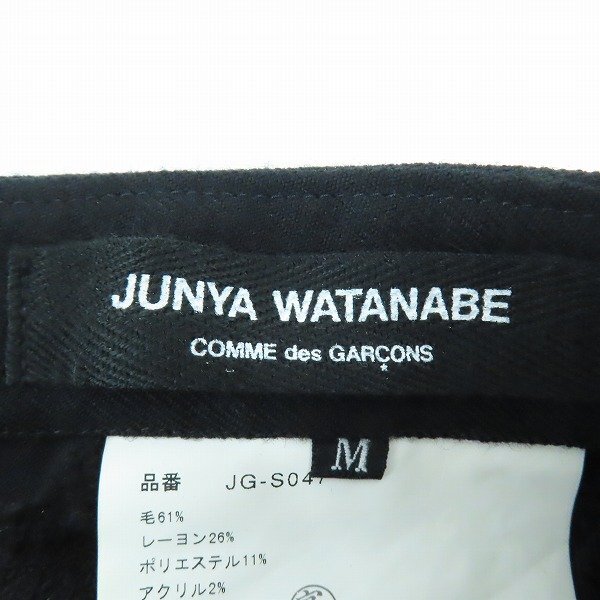 JUNYA WATANABE
COMME des GARÇONS
M
品番 JG-S047
毛61%
レーヨン26%
ポリエステル11%
アクリル2%